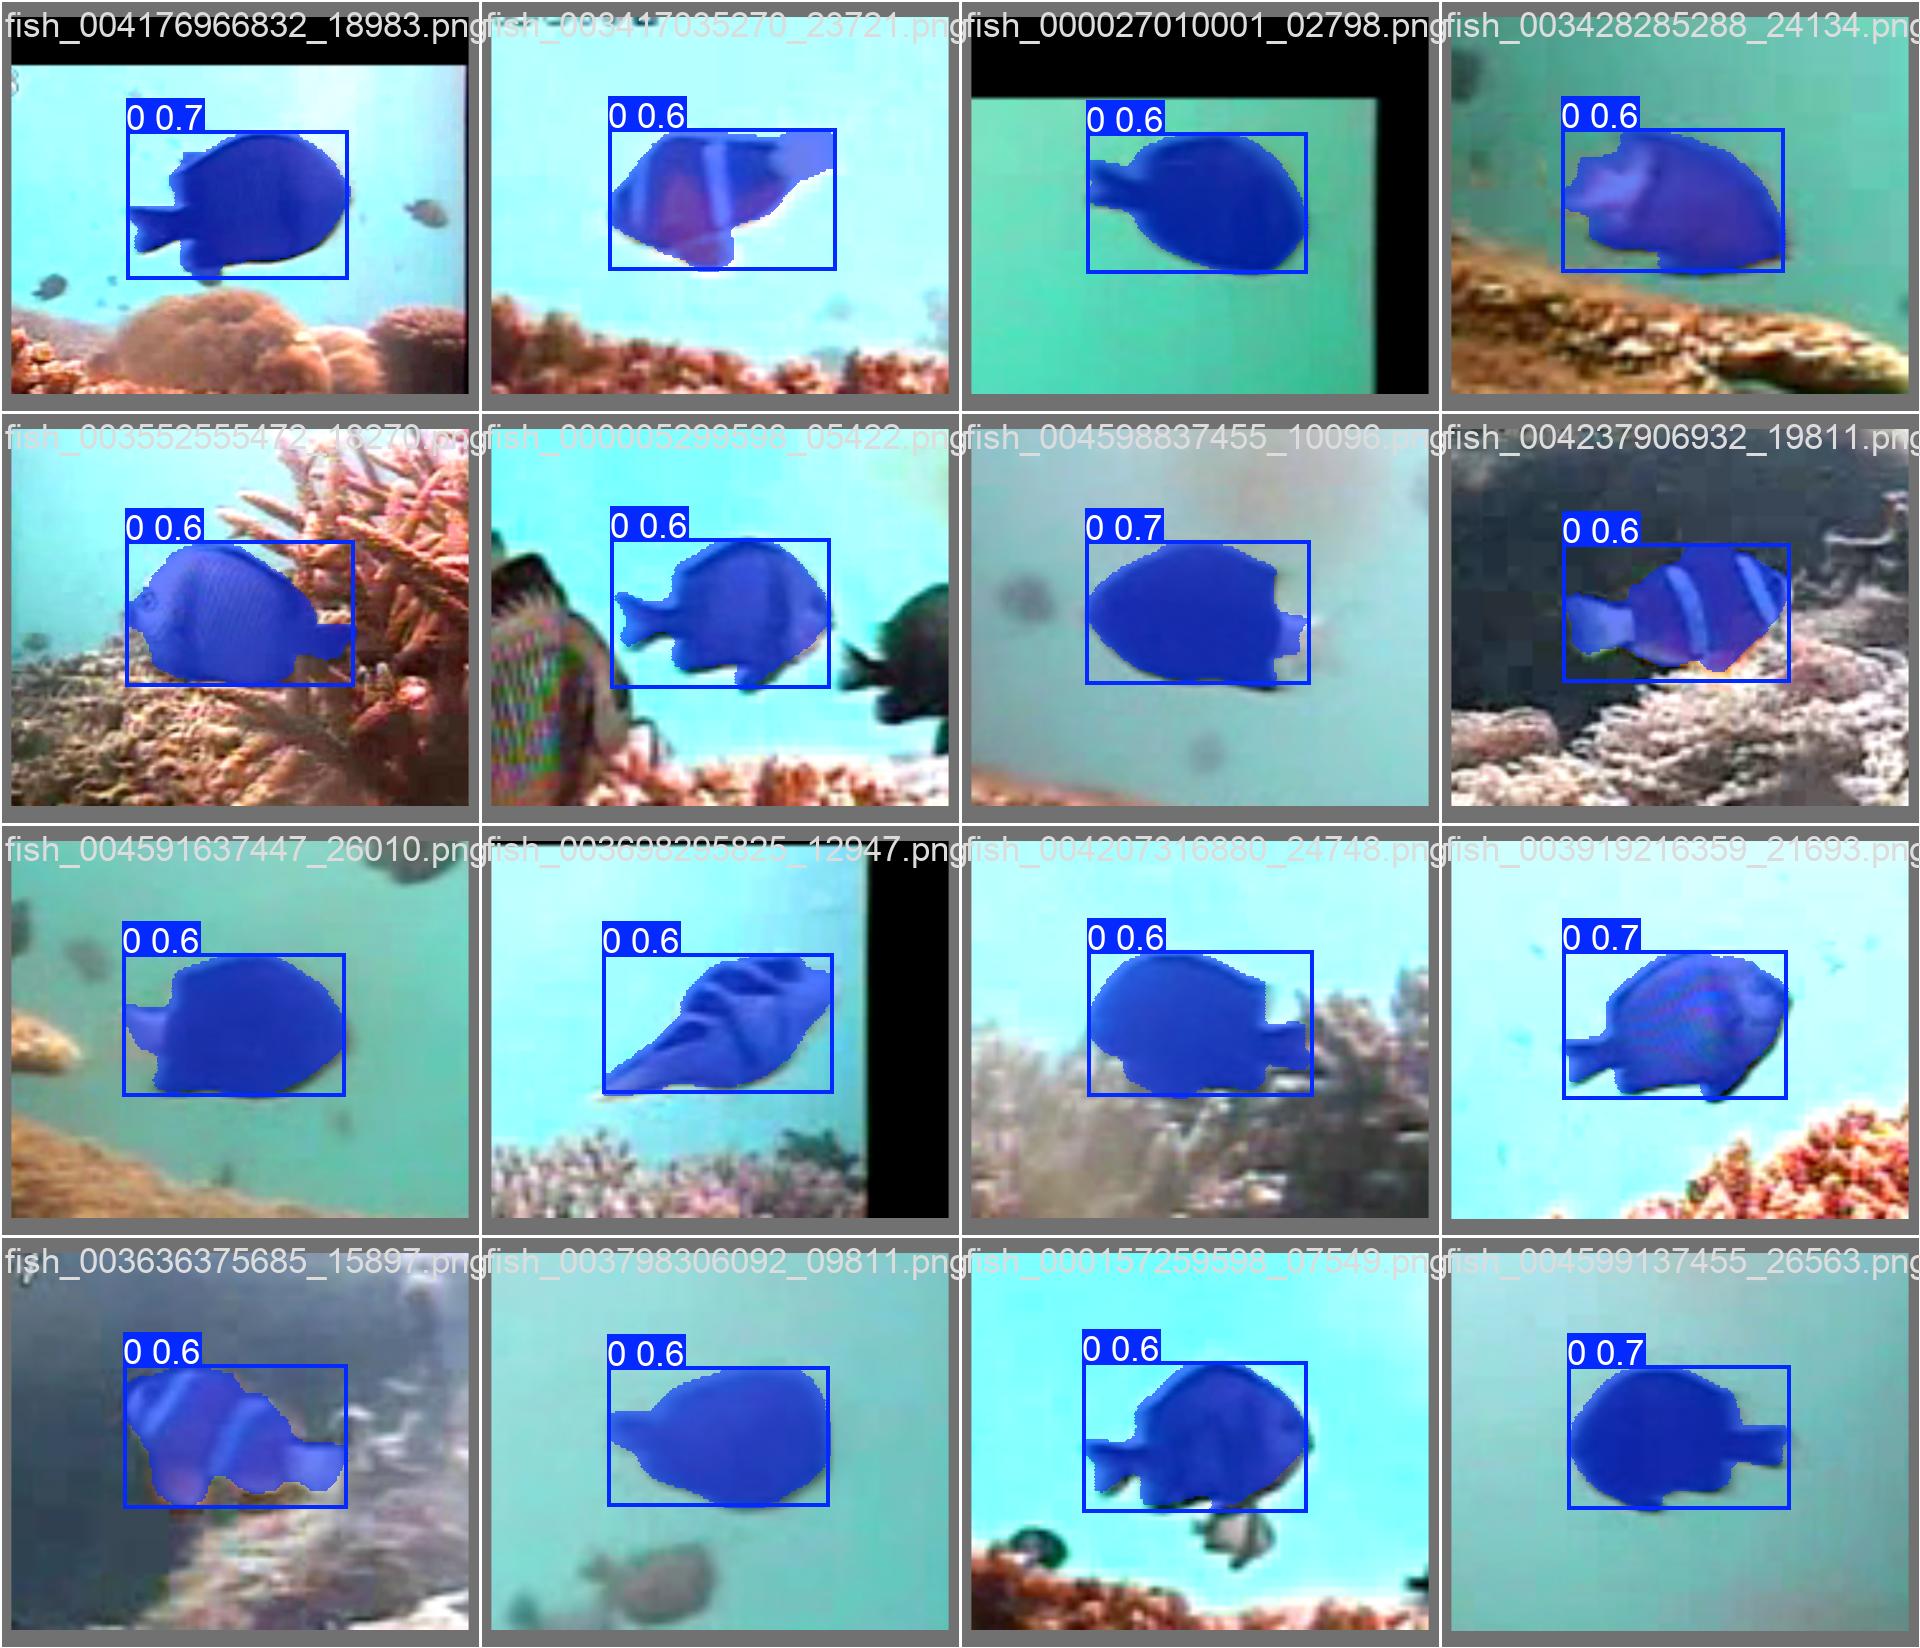 fish_004176966832_18983.png
fish_003417035270_23721.png
fish_000027010001_02798.png
fish_003428285288_24134.png
0 0.7
0 0.6
0 0.6
0 0.6
fish_003552555472_18270.png
fish_000005299598_05422.png
fish_004598837455_10096.png
fish_004237906932_19811.png
0 0.6
0 0.6
0 0.7
0 0.6
fish_004591637447_26010.png
fish_003698295825_12947.png
fish_004207316880_24748.png
fish_003919216359_21693.png
0 0.6
0 0.6
0 0.6
0 0.7
fish_003636375685_15897.png
fish_003798306092_09811.png
fish_000157259598_07549.png
fish_004599137455_26563.png
0 0.6
0 0.6
0 0.6
0 0.7